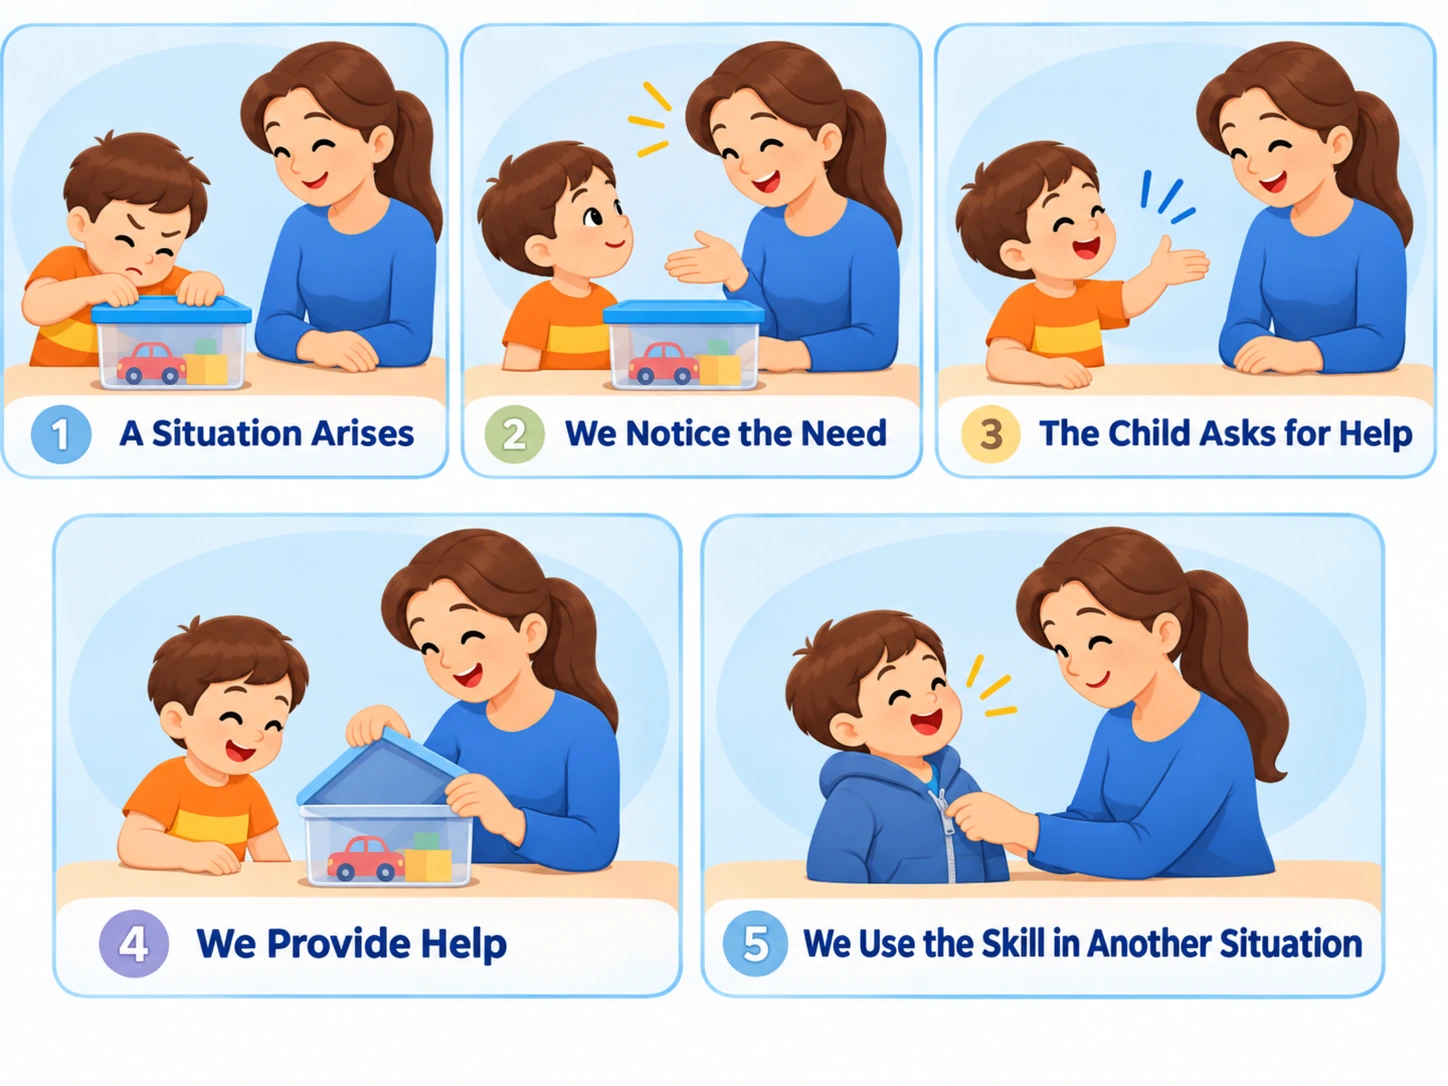 1 A Situation Arises
2 We Notice the Need
3 The Child Asks for Help
4 We Provide Help
5 We Use the Skill in Another Situation